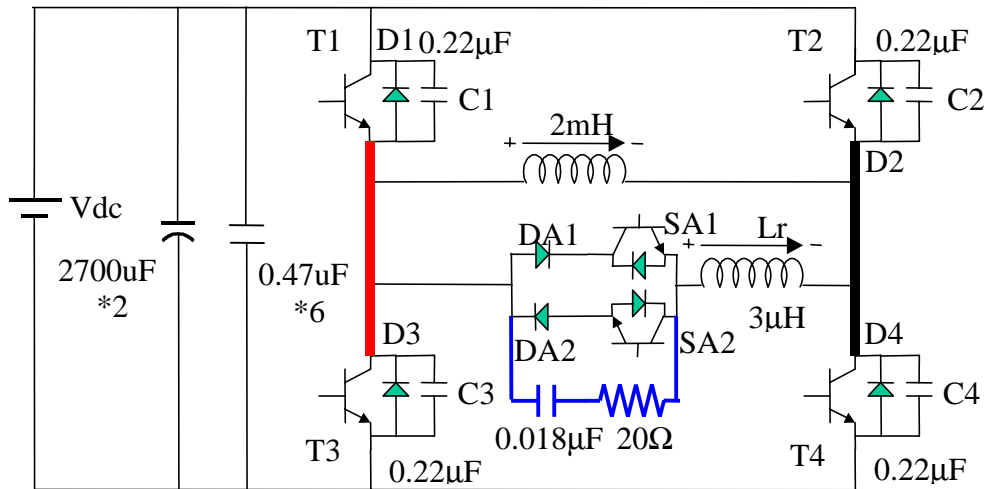 T1
D1
0.22μF
C1
T2
0.22μF
C2
+ 2mH -
D2
Vdc
2700uF
*2
0.47uF
*6
DA1
SA1
+ Lr -
3μH
DA2
SA2
D3
D4
C3
C4
0.018μF
20Ω
T3
0.22μF
T4
0.22μF